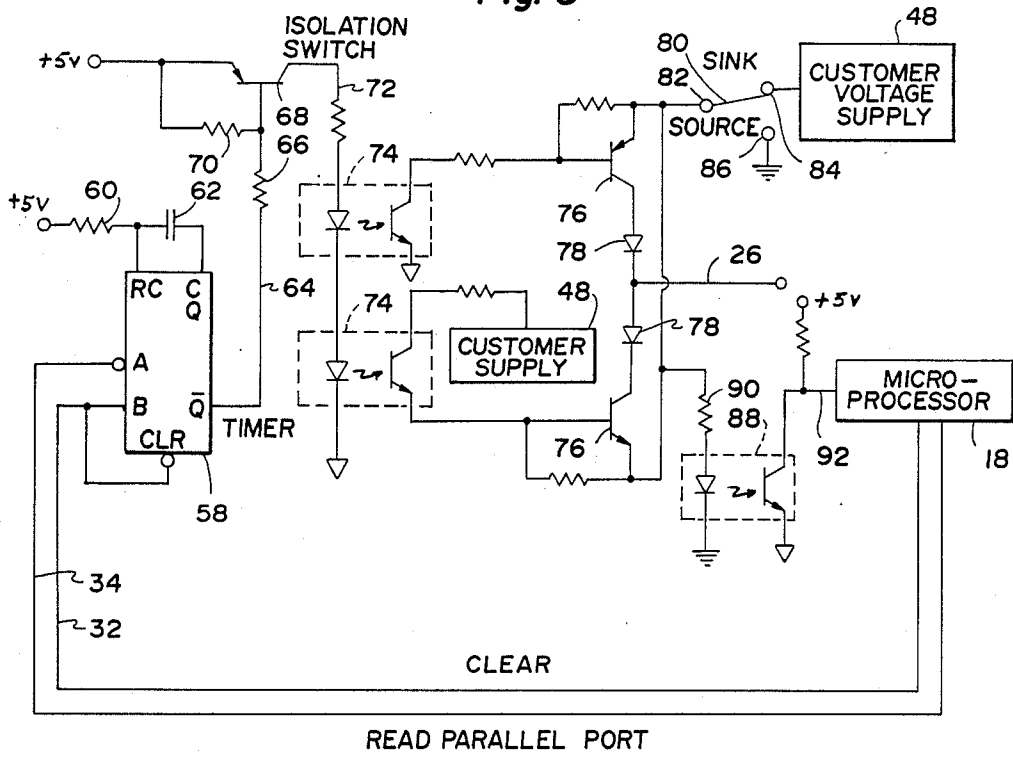 ISOLATION
SWITCH
+5v
68
72
70
66
74
+5v
60
62
64
RC C
Q
A
B Q̅
CLR
TIMER
58
74
48
CUSTOMER
SUPPLY
76
78
78
76
26
80
SINK
82
SOURCE
86
84
48
CUSTOMER
VOLTAGE
SUPPLY
+5v
90
88
92
MICRO-
PROCESSOR
18
34
32
CLEAR
READ PARALLEL PORT